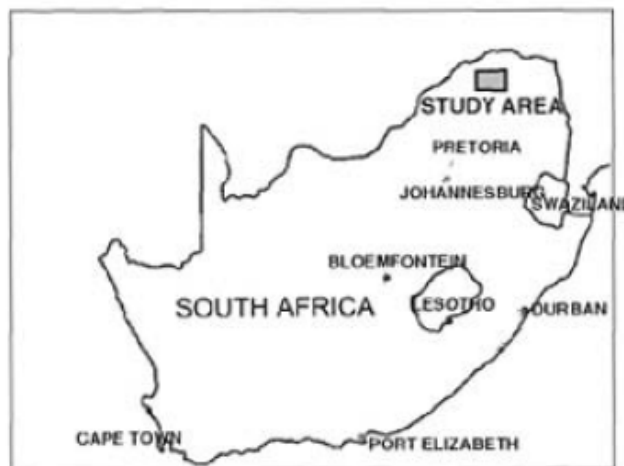 STUDY AREA
PRETORIA
JOHANNESBURG
SWAZILAND
BLOEMFONTEIN
SOUTH AFRICA
LESOTHO
DURBAN
CAPE TOWN
PORT ELIZABETH